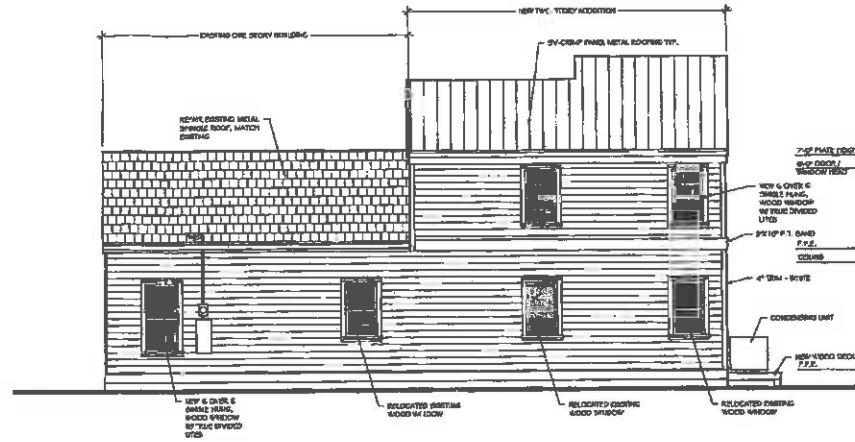 NEW TWO STORY ADDITION
EXISTING ONE STORY BUILDING
5V-CRIMP PANEL METAL ROOFING TYP.
EXISTING METAL
SHINGLE ROOF, MATCH
EXISTING
PLATE
DOOR /
WINDOW
NEW 6 OVER 6
SINGLE HUNG,
WOOD WINDOW
W/ TRUE DIVIDED
LITES
P.T. BAND
F.F.E.
CEILING
4" TRIM - WHITE
CONDENSING UNIT
NEW WOOD DECK
F.F.E.
NEW 6 OVER 6
SINGLE HUNG,
WOOD WINDOW
W/ TRUE DIVIDED
LITES
RELOCATED EXISTING
WOOD WINDOW
RELOCATED EXISTING
WOOD WINDOW
RELOCATED EXISTING
WOOD WINDOW